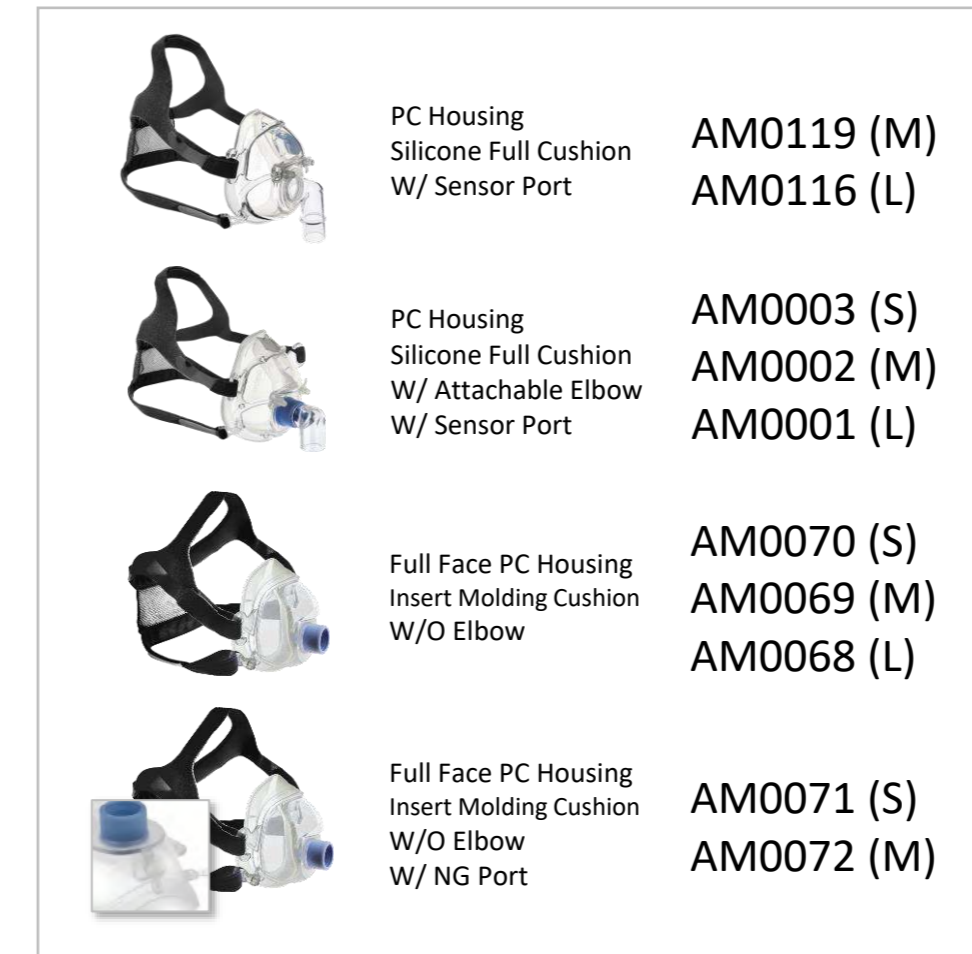 PC Housing
Silicone Full Cushion
W/ Sensor Port
AM0119 (M)
AM0116 (L)
PC Housing
Silicone Full Cushion
W/ Attachable Elbow
W/ Sensor Port
AM0003 (S)
AM0002 (M)
AM0001 (L)
Full Face PC Housing
Insert Molding Cushion
W/O Elbow
AM0070 (S)
AM0069 (M)
AM0068 (L)
Full Face PC Housing
Insert Molding Cushion
W/O Elbow
W/ NG Port
AM0071 (S)
AM0072 (M)